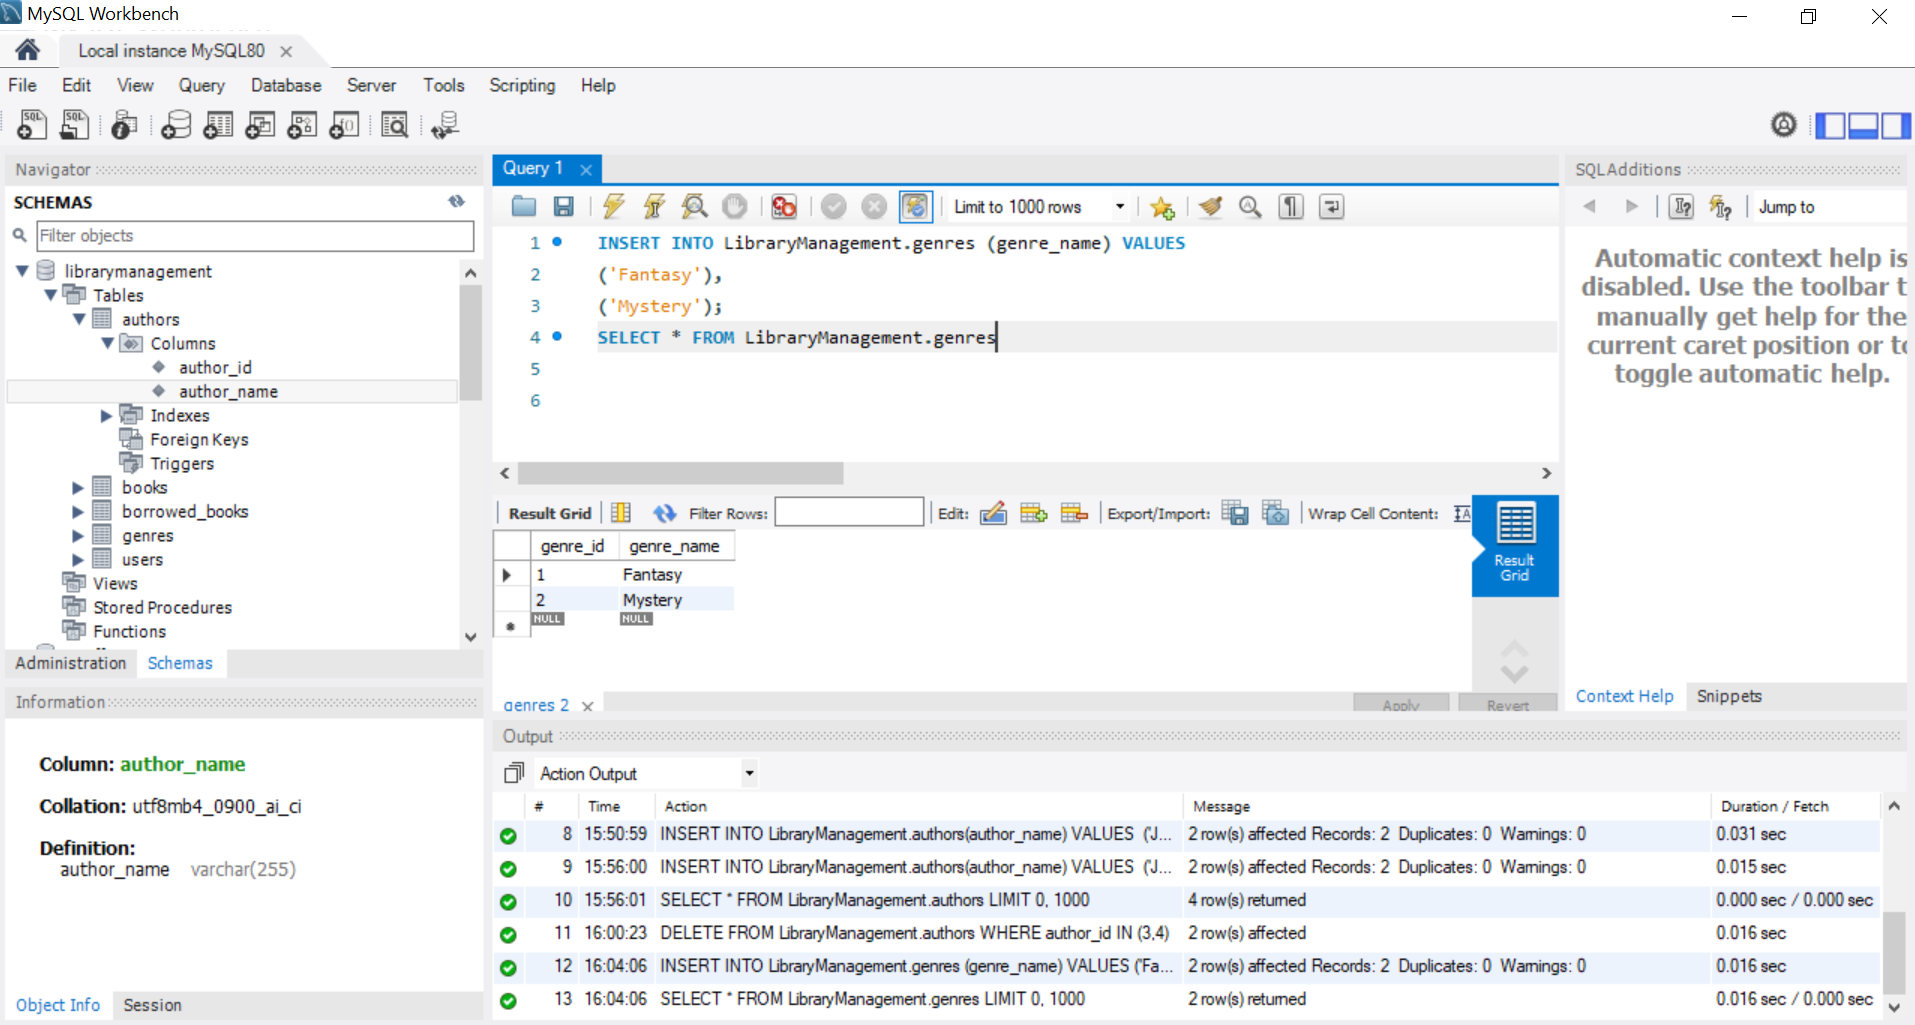 MySQL Workbench
Local instance MySQL80
File Edit View Query Database Server Tools Scripting Help
Navigator
SCHEMAS
Filter objects
librarymanagement
Tables
authors
Columns
author_id
author_name
Indexes
Foreign Keys
Triggers
books
borrowed_books
genres
users
Views
Stored Procedures
Functions
Administration Schemas
Information
Column: author_name
Collation: utf8mb4_0900_ai_ci
Definition:
author_name varchar(255)
Object Info Session
Query 1
Limit to 1000 rows
1 INSERT INTO LibraryManagement.genres (genre_name) VALUES
2 ('Fantasy'),
3 ('Mystery');
4 SELECT * FROM LibraryManagement.genres
5
6
Result Grid Filter Rows: Edit: Export/Import: Wrap Cell Content: IA
genre_id genre_name
1 Fantasy
2 Mystery
NULL NULL
Result
Grid
genres 2 Apply Revert
SQLAdditions
Jump to
Automatic context help is
disabled. Use the toolbar t
manually get help for the
current caret position or to
toggle automatic help.
Context Help Snippets
Output
Action Output
# Time Action Message Duration / Fetch
8 15:50:59 INSERT INTO LibraryManagement.authors(author_name) VALUES ('J... 2 row(s) affected Records: 2 Duplicates: 0 Warnings: 0 0.031 sec
9 15:56:00 INSERT INTO LibraryManagement.authors(author_name) VALUES ('J... 2 row(s) affected Records: 2 Duplicates: 0 Warnings: 0 0.015 sec
10 15:56:01 SELECT * FROM LibraryManagement.authors LIMIT 0, 1000 4 row(s) returned 0.000 sec / 0.000 sec
11 16:00:23 DELETE FROM LibraryManagement.authors WHERE author_id IN (3,4) 2 row(s) affected 0.016 sec
12 16:04:06 INSERT INTO LibraryManagement.genres (genre_name) VALUES ('Fa... 2 row(s) affected Records: 2 Duplicates: 0 Warnings: 0 0.016 sec
13 16:04:06 SELECT * FROM LibraryManagement.genres LIMIT 0, 1000 2 row(s) returned 0.016 sec / 0.000 sec